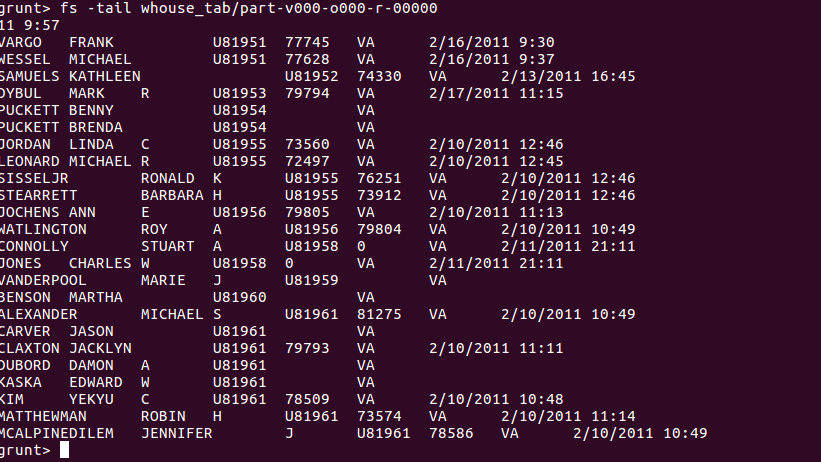 grunt> fs -tail whouse_tab/part-v000-o000-r-00000
11 9:57
VARGO FRANK U81951 77745 VA 2/16/2011 9:30
WESSEL MICHAEL U81951 77628 VA 2/16/2011 9:37
SAMUELS KATHLEEN U81952 74330 VA 2/13/2011 16:45
DYBUL MARK R U81953 79794 VA 2/17/2011 11:15
PUCKETT BENNY U81954 VA
PUCKETT BRENDA U81954 VA
JORDAN LINDA C U81955 73560 VA 2/10/2011 12:46
LEONARD MICHAEL R U81955 72497 VA 2/10/2011 12:45
SISSELJR RONALD K U81955 76251 VA 2/10/2011 12:46
STEARRETT BARBARA H U81955 73912 VA 2/10/2011 12:46
JOCHENS ANN E U81956 79805 VA 2/10/2011 11:13
WATLINGTON ROY A U81956 79804 VA 2/10/2011 10:49
CONNOLLY STUART A U81958 0 VA 2/11/2011 21:11
JONES CHARLES W U81958 0 VA 2/11/2011 21:11
VANDERPOOL MARIE J U81959 VA
BENSON MARTHA U81960 VA
ALEXANDER MICHAEL S U81961 81275 VA 2/10/2011 10:49
CARVER JASON U81961 VA
CLAXTON JACKLYN U81961 79793 VA 2/10/2011 11:11
DUBORD DAMON A U81961 VA
KASKA EDWARD W U81961 VA
KIM YEKYU C U81961 78509 VA 2/10/2011 10:48
MATTHEWMAN ROBIN H U81961 73574 VA 2/10/2011 11:14
MCALPINEDILEM JENNIFER J U81961 78586 VA 2/10/2011 10:49
grunt>